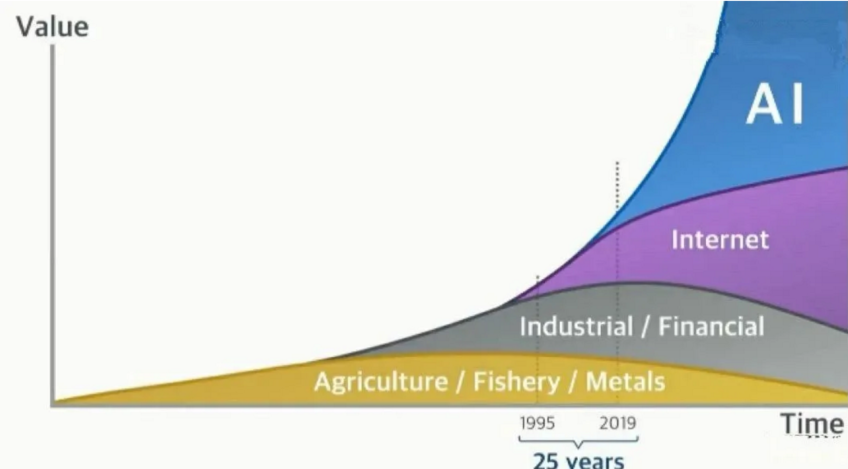 Value
AI
Internet
Industrial / Financial
Agriculture / Fishery / Metals
1995 2019
Time
25 years